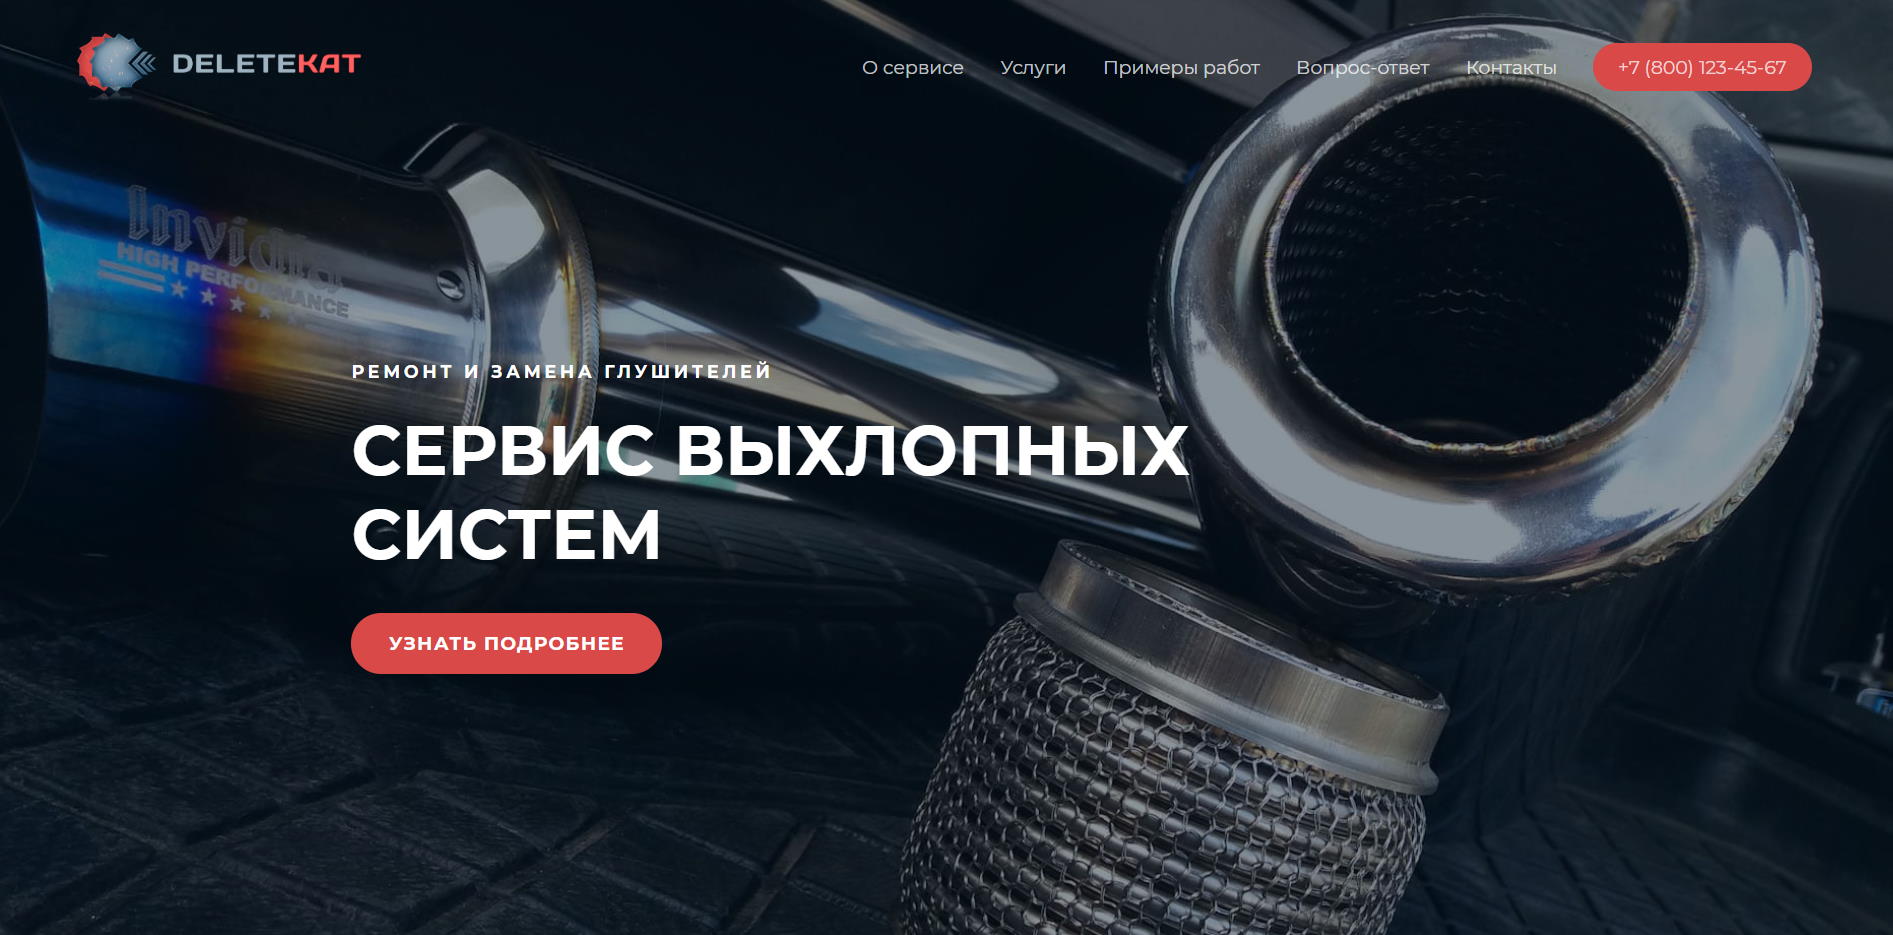 DELETEKAT
О сервисе
Услуги
Примеры работ
Вопрос-ответ
Контакты
+7 (800) 123-45-67
Invidia
HIGH PERFORMANCE
РЕМОНТ И ЗАМЕНА ГЛУШИТЕЛЕЙ
СЕРВИС ВЫХЛОПНЫХ
СИСТЕМ
УЗНАТЬ ПОДРОБНЕЕ